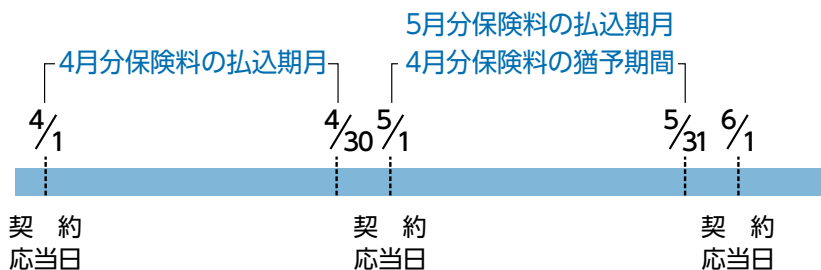 5月分保険料の払込期月
4月分保険料の払込期月
4月分保険料の猶予期間
4/1
4/30
5/1
5/31
6/1
契 約
応当日
契 約
応当日
契 約
応当日